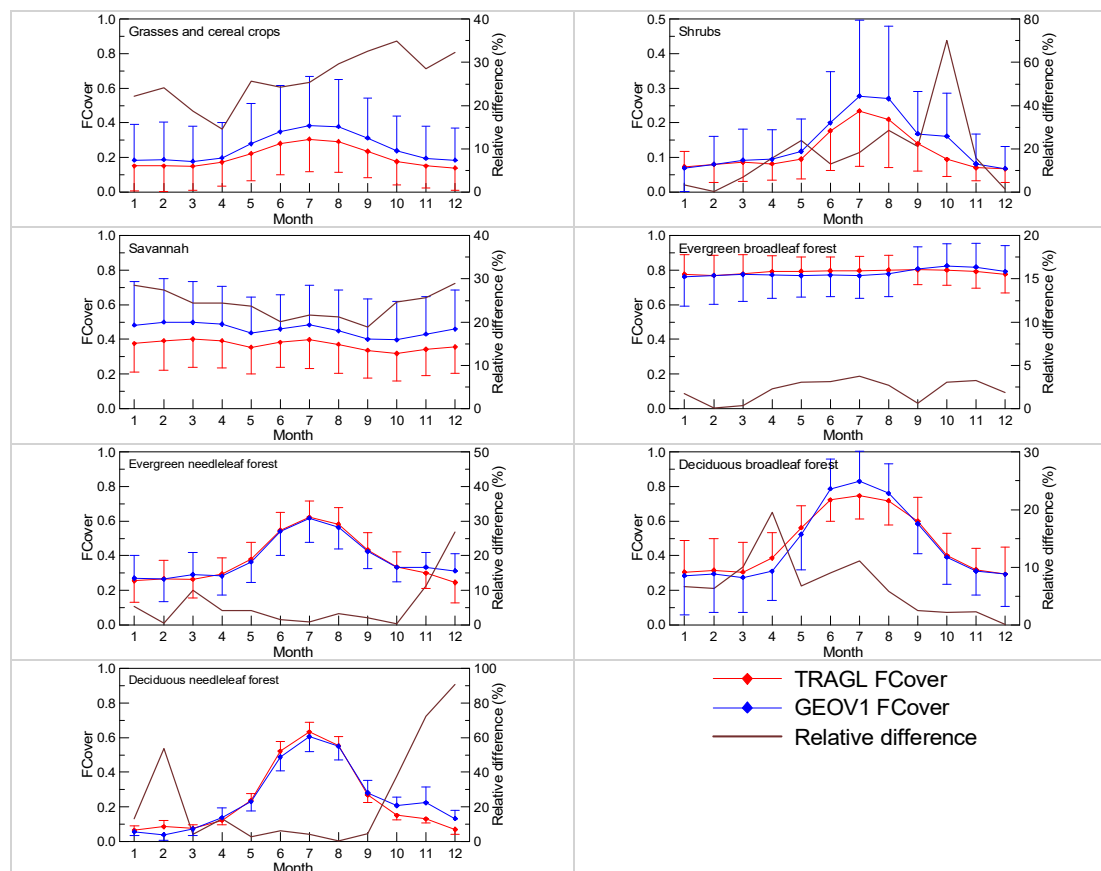 Grasses and cereal crops
1.0 0.8 0.6 0.4 0.2 0.0
FCover
40 30 20 10 0
Relative difference (%)
1 2 3 4 5 6 7 8 9 10 11 12
Month
Shrubs
0.5 0.4 0.3 0.2 0.1 0.0
FCover
80 60 40 20 0
Relative difference (%)
1 2 3 4 5 6 7 8 9 10 11 12
Month
Savannah
1.0 0.8 0.6 0.4 0.2 0.0
FCover
40 30 20 10 0
Relative difference (%)
1 2 3 4 5 6 7 8 9 10 11 12
Month
Evergreen broadleaf forest
1.0 0.8 0.6 0.4 0.2 0.0
FCover
20 15 10 5 0
Relative difference (%)
1 2 3 4 5 6 7 8 9 10 11 12
Month
Evergreen needleleaf forest
1.0 0.8 0.6 0.4 0.2 0.0
FCover
50 40 30 20 10 0
Relative difference (%)
1 2 3 4 5 6 7 8 9 10 11 12
Month
Deciduous broadleaf forest
1.0 0.8 0.6 0.4 0.2 0.0
FCover
30 20 10 0
Relative difference (%)
1 2 3 4 5 6 7 8 9 10 11 12
Month
Deciduous needleleaf forest
1.0 0.8 0.6 0.4 0.2 0.0
FCover
100 80 60 40 20 0
Relative difference (%)
1 2 3 4 5 6 7 8 9 10 11 12
Month
TRAGL FCover
GEOV1 FCover
Relative difference